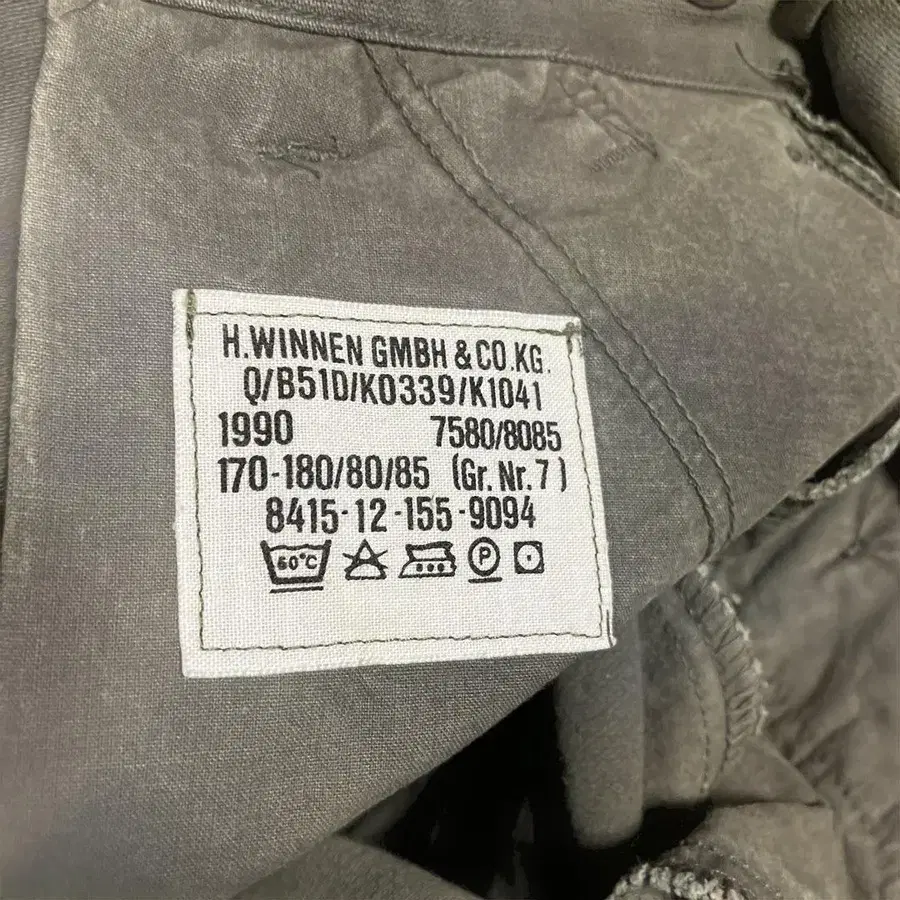 H.WINNEN GMBH & CO.KG.
Q/B51D/K0339/K1041
1990 7580/8085
170-180/80/85 (Gr. Nr. 7)
8415-12-155-9094
60°C P